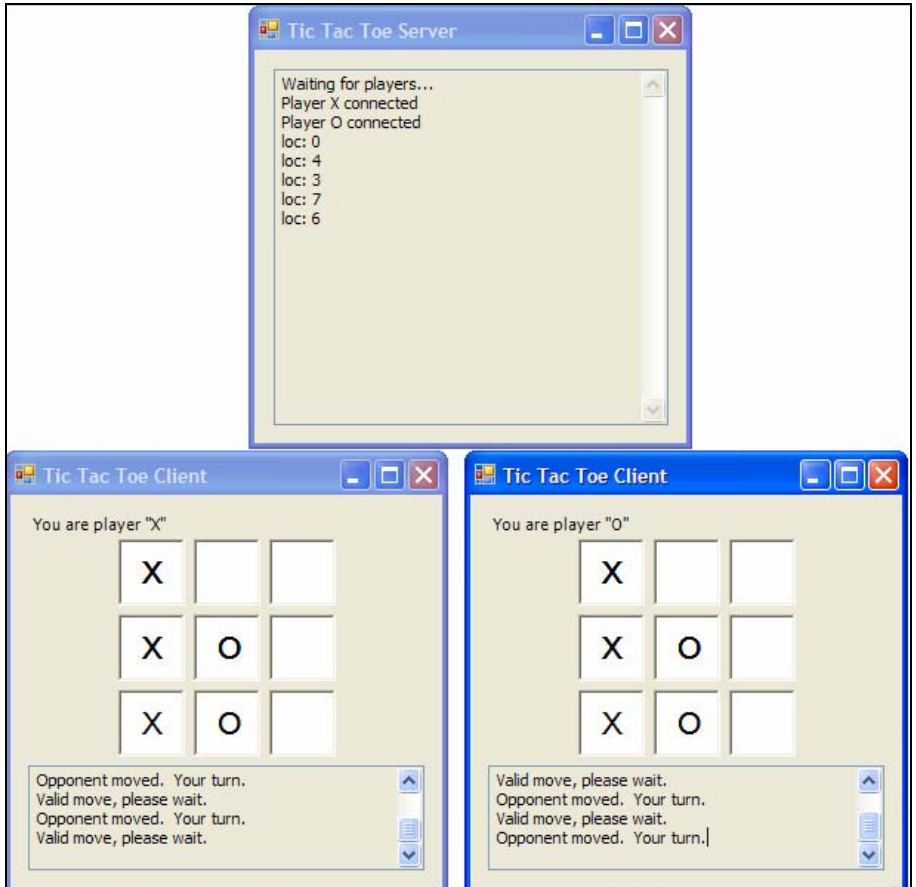 Tic Tac Toe Server
Waiting for players...
Player X connected
Player O connected
loc: 0
loc: 4
loc: 3
loc: 7
loc: 6
Tic Tac Toe Client
You are player "X"
X
X O
X O
Opponent moved. Your turn.
Valid move, please wait.
Opponent moved. Your turn.
Valid move, please wait.
Tic Tac Toe Client
You are player "O"
X
X O
X O
Valid move, please wait.
Opponent moved. Your turn.
Valid move, please wait.
Opponent moved. Your turn.